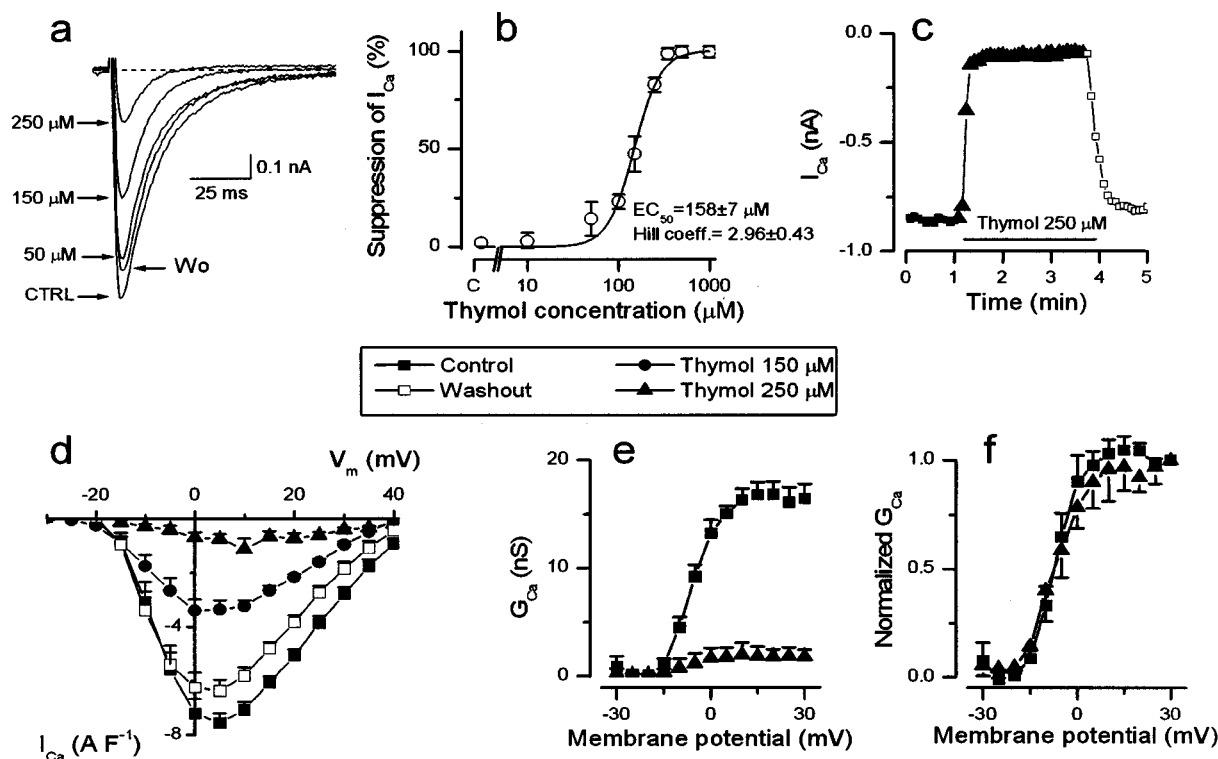 a
250 µM
150 µM
50 µM
CTRL
Wo
0.1 nA
25 ms
b
Suppression of I_Ca (%)
100
50
0
EC50=158±7 µM
Hill coeff.= 2.96±0.43
C 10 100 1000
Thymol concentration (µM)
c
I_Ca (nA)
0.0
-0.5
-1.0
Thymol 250 µM
0 1 2 3 4 5
Time (min)
Control
Thymol 150 µM
Washout
Thymol 250 µM
d
V_m (mV)
-20 0 20 40
-4
-8
I_Ca (A F⁻¹)
e
G_Ca (nS)
20
10
0
-30 0 30
Membrane potential (mV)
f
Normalized G_Ca
1.0
0.5
0.0
-30 0 30
Membrane potential (mV)